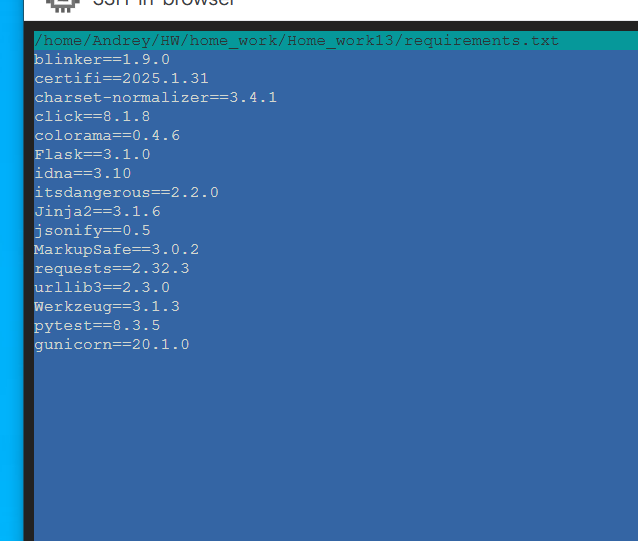 SSH-in-browser
/home/Andrey/HW/home_work/Home_work13/requirements.txt
blinker==1.9.0
certifi==2025.1.31
charset-normalizer==3.4.1
click==8.1.8
colorama==0.4.6
Flask==3.1.0
idna==3.10
itsdangerous==2.2.0
Jinja2==3.1.6
jsonify==0.5
MarkupSafe==3.0.2
requests==2.32.3
urllib3==2.3.0
Werkzeug==3.1.3
pytest==8.3.5
gunicorn==20.1.0